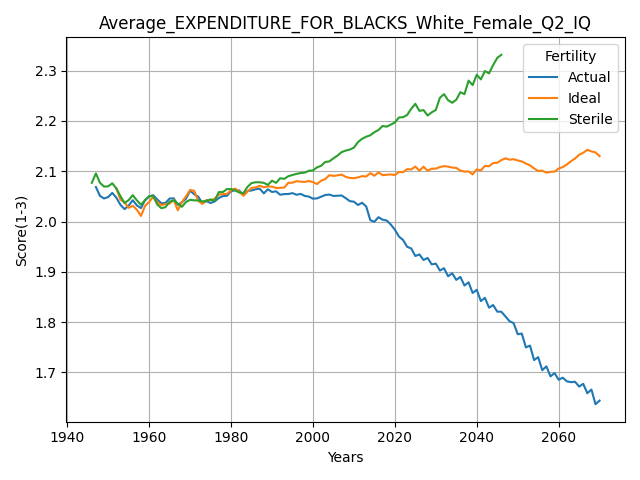 Average_EXPENDITURE_FOR_BLACKS_White_Female_Q2_IQ
Fertility
Actual
Ideal
Sterile
Score(1-3)
2.3
2.2
2.1
2.0
1.9
1.8
1.7
1940 1960 1980 2000 2020 2040 2060
Years